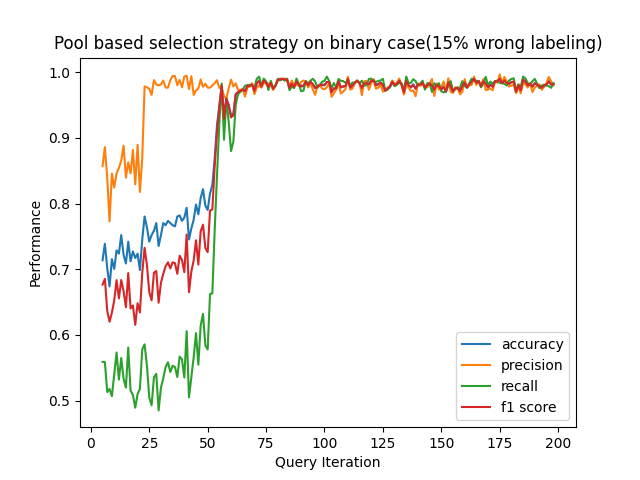 Pool based selection strategy on binary case(15% wrong labeling)
1.0
0.9
0.8
0.7
0.6
0.5
Performance
accuracy
precision
recall
f1 score
0 25 50 75 100 125 150 175 200
Query Iteration